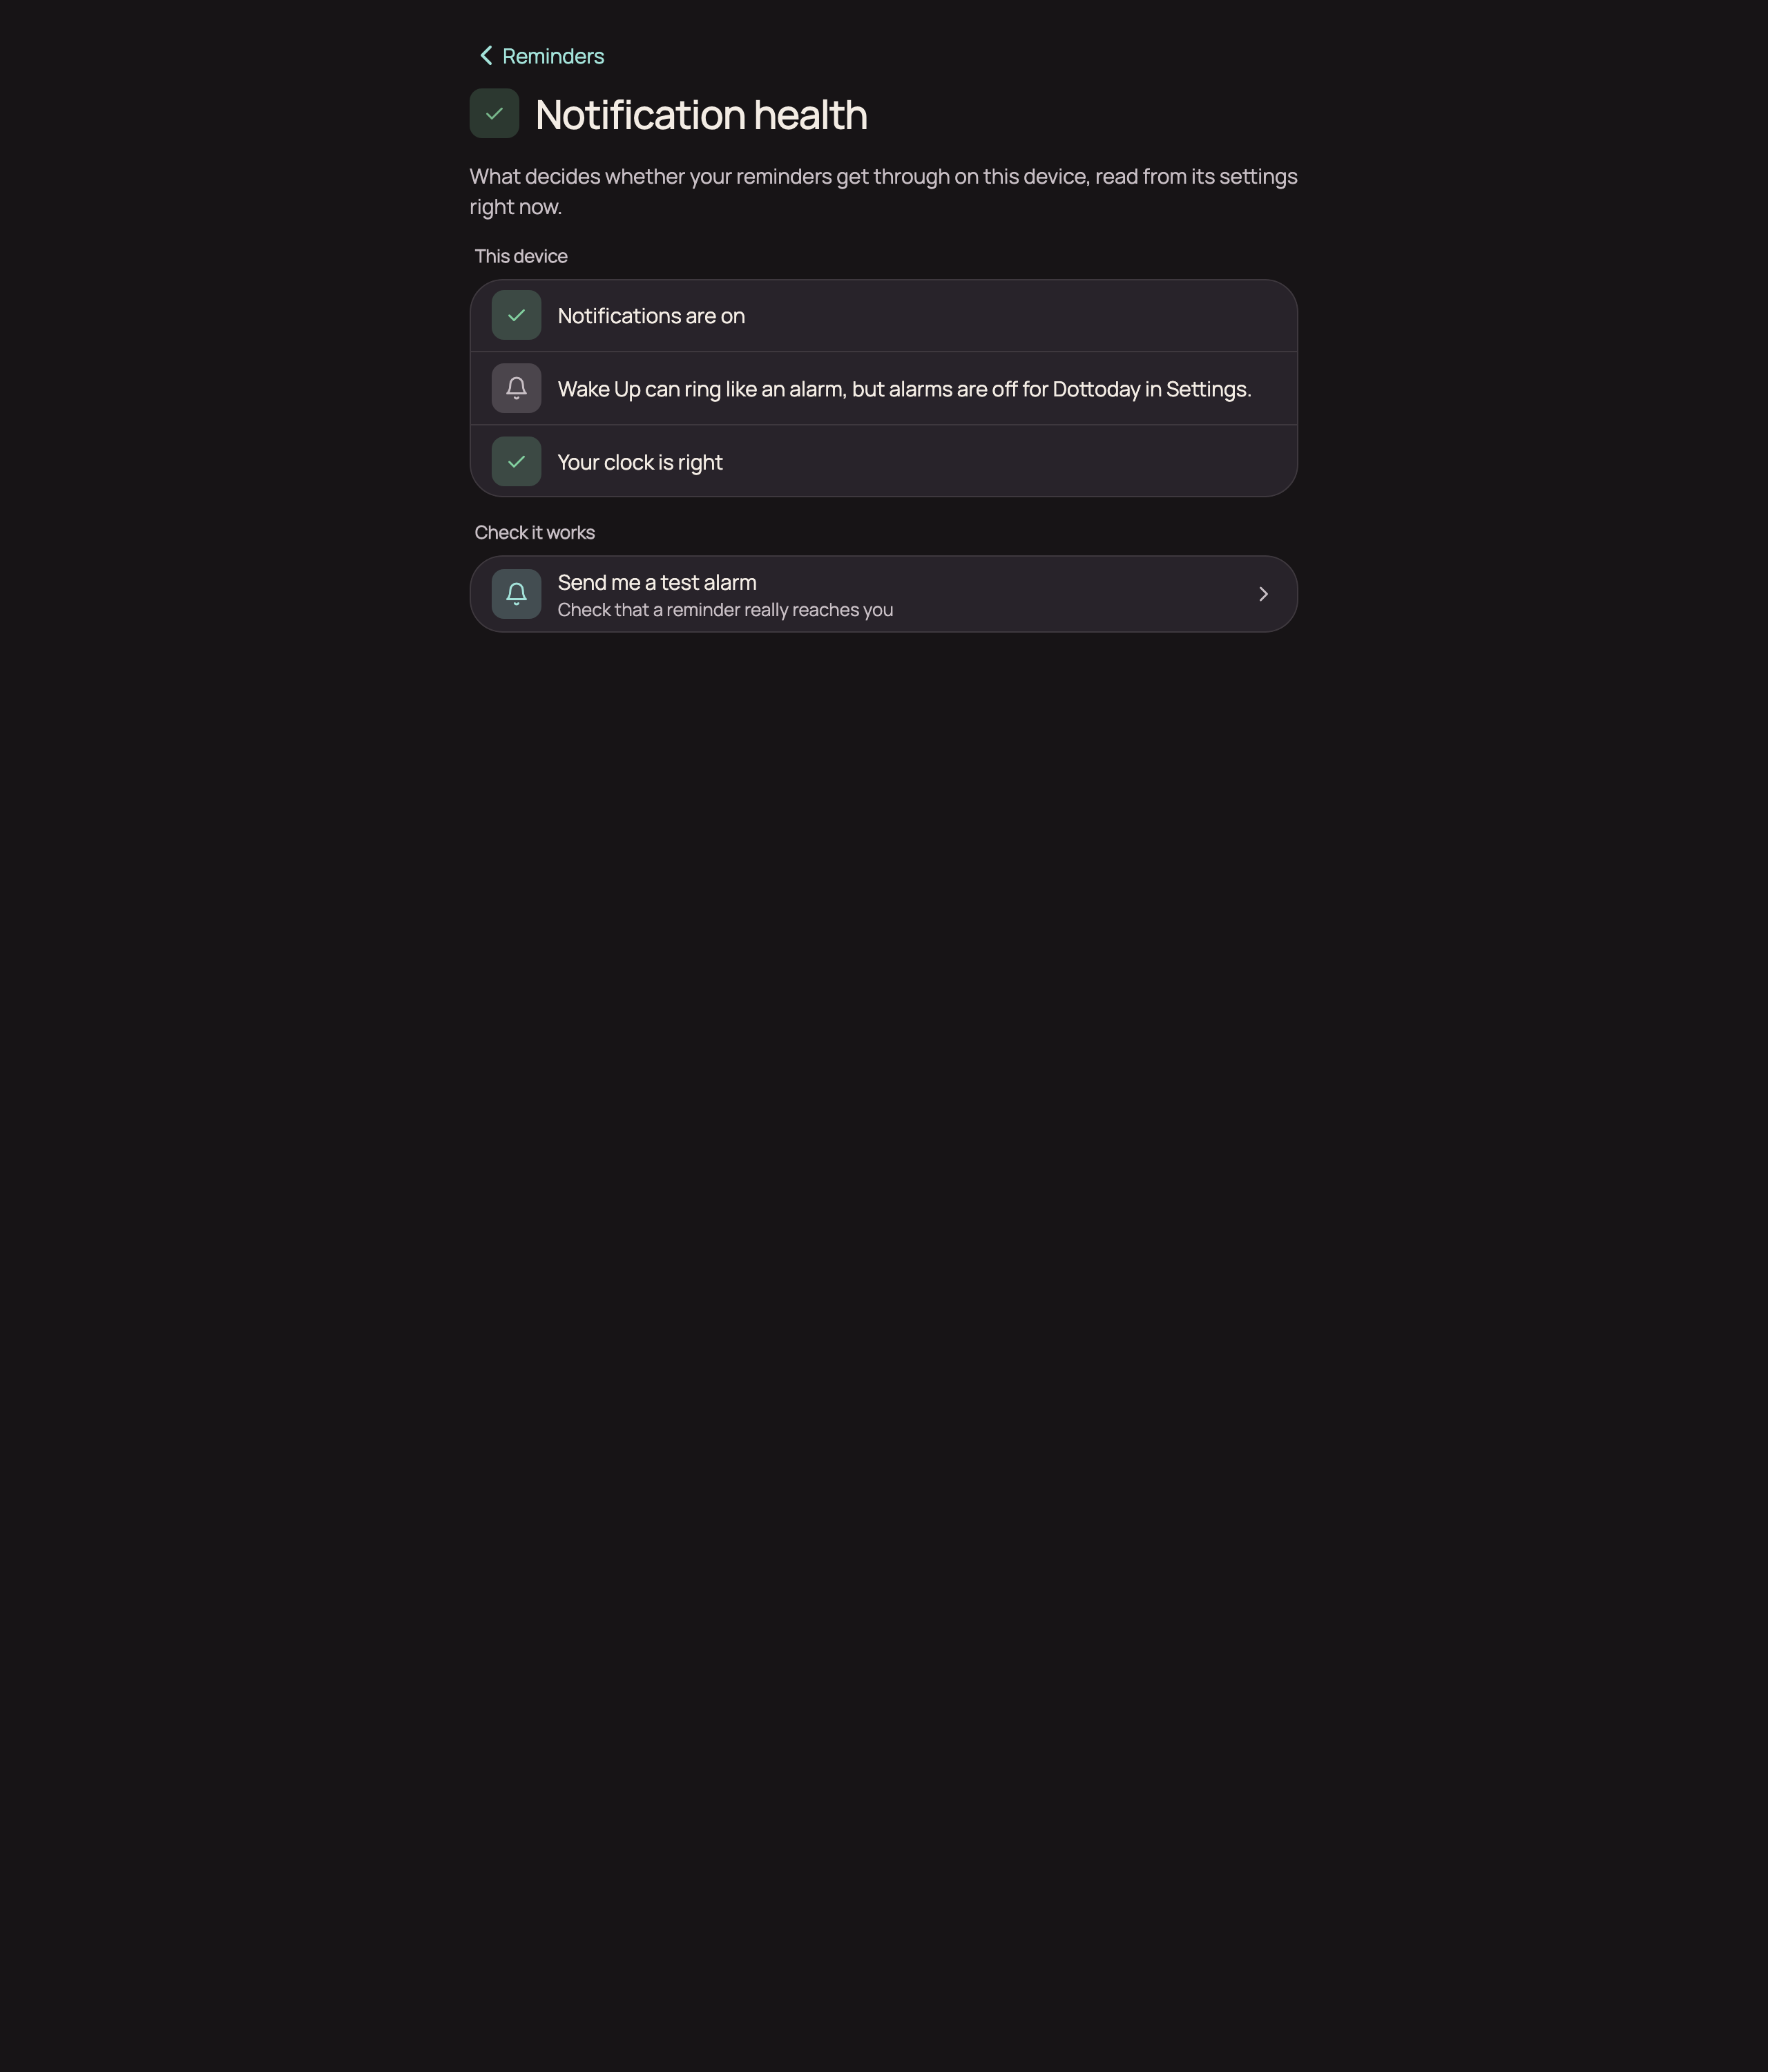 Reminders
Notification health
What decides whether your reminders get through on this device, read from its settings
right now.
This device
Notifications are on
Wake Up can ring like an alarm, but alarms are off for Dottoday in Settings.
Your clock is right
Check it works
Send me a test alarm
Check that a reminder really reaches you